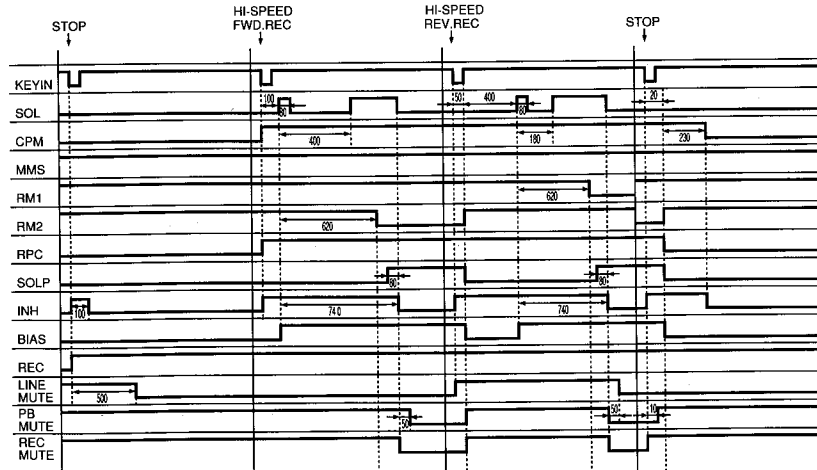 STOP
HI-SPEED
FWD.REC
HI-SPEED
REV.REC
STOP
KEYIN
100
50
400
20
SOL
80
80
CPM
400
180
230
MMS
RM1
620
RM2
620
RPC
SOLP
80
80
INH
100
740
740
BIAS
REC
LINE
MUTE
500
PB
MUTE
50
50
10
REC
MUTE